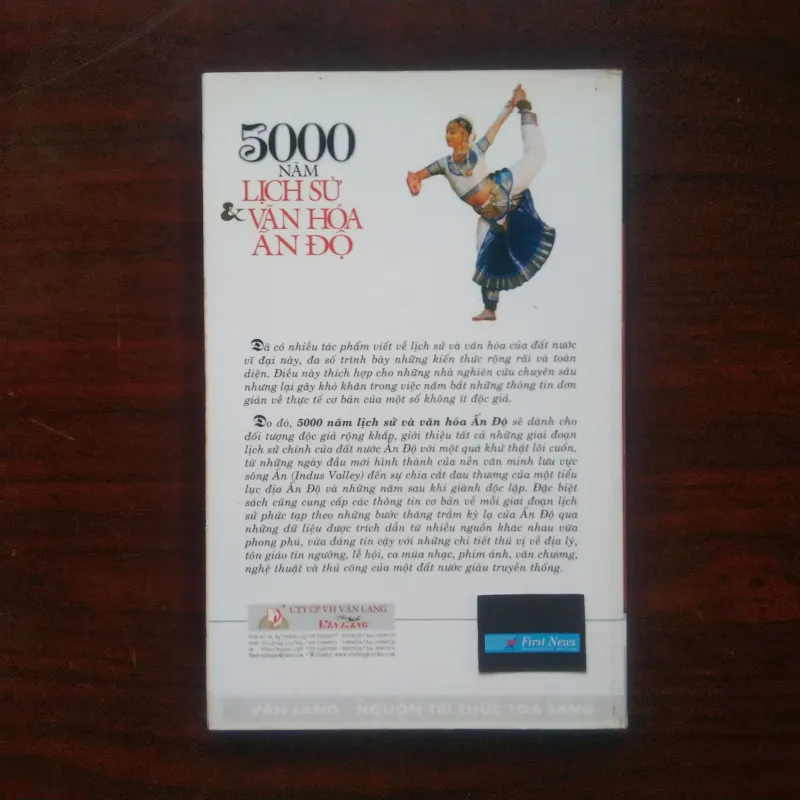 5000
NĂM
LỊCH SỬ
& VĂN HÓA
ẤN ĐỘ
Đã có nhiều tác phẩm viết về lịch sử và văn hóa của đất nước
vĩ đại này, đa số trình bày những kiến thức rộng rãi và toàn
diện. Điều này thích hợp cho những nhà nghiên cứu chuyên sâu
nhưng lại gây khó khăn trong việc nắm bắt những thông tin đơn
giản về thực tế cơ bản của một số không ít độc giả.
Do đó, 5000 năm lịch sử và văn hóa Ấn Độ sẽ dành cho
đối tượng độc giả rộng khắp, giới thiệu tất cả những giai đoạn
lịch sử chính của đất nước Ấn Độ với một quá khứ thật lôi cuốn,
từ những ngày đầu mới hình thành của nền văn minh lưu vực
sông Ấn (Indus Valley) đến sự chia cắt đau thương của một tiểu
lục địa Ấn Độ và những năm sau khi giành độc lập. Đặc biệt
sách cũng cung cấp các thông tin cơ bản về mỗi giai đoạn lịch
sử phức tạp theo những bước thăng trầm kỳ lạ của Ấn Độ qua
những dữ liệu được trích dẫn từ nhiều nguồn khác nhau vừa
phong phú, vừa đáng tin cậy với những chi tiết thú vị về địa lý,
tôn giáo tín ngưỡng, lễ hội, ca múa nhạc, phim ảnh, văn chương,
nghệ thuật và thủ công của một đất nước giàu truyền thống.
CTY CP VH VĂN LANG
Nhà sách
VĂN LANG
First News
VĂN LANG - NGUỒN TRI THỨC TỎA SÁNG